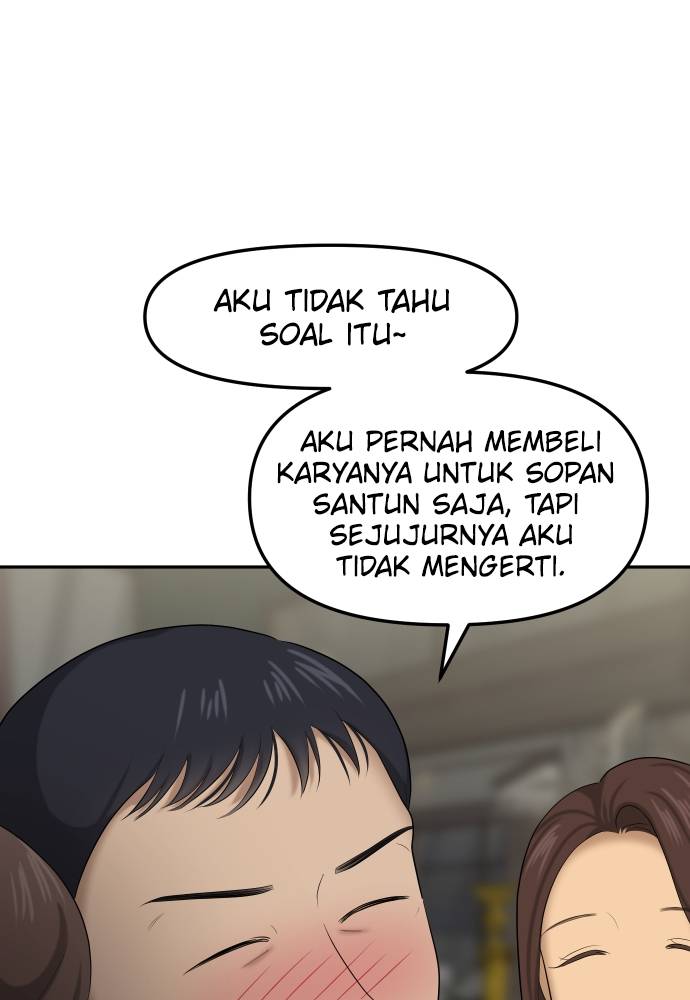 AKU TIDAK TAHU
SOAL ITU~
AKU PERNAH MEMBELI
KARYANYA UNTUK SOPAN
SANTUN SAJA, TAPI
SEJUJURNYA AKU
TIDAK MENGERTI.